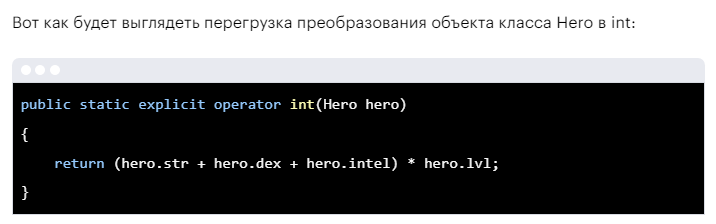 Вот как будет выглядеть перегрузка преобразования объекта класса Hero в int:
public static explicit operator int(Hero hero)
{
    return (hero.str + hero.dex + hero.intel) * hero.lvl;
}